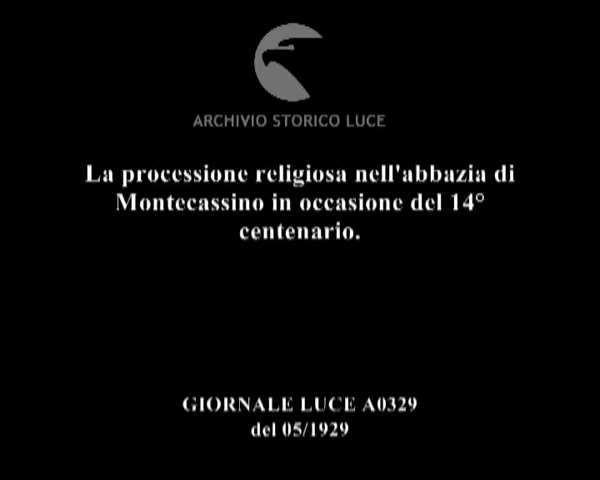 ARCHIVIO STORICO LUCE
La processione religiosa nell'abbazia di
Montecassino in occasione del 14°
centenario.
GIORNALE LUCE A0329
del 05/1929